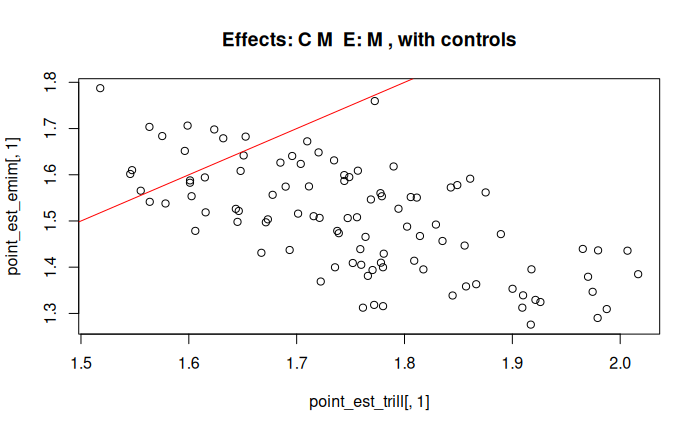 Effects: C M  E: M , with controls
point_est_emim[, 1]
1.8
1.7
1.6
1.5
1.4
1.3
1.5 1.6 1.7 1.8 1.9 2.0
point_est_trill[, 1]